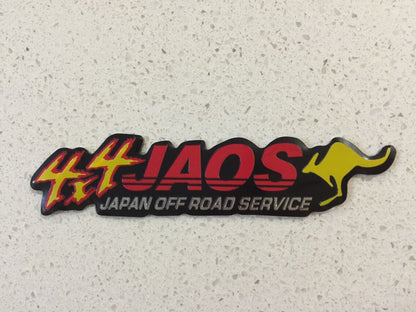 4x4 JAOS
JAPAN OFF ROAD SERVICE